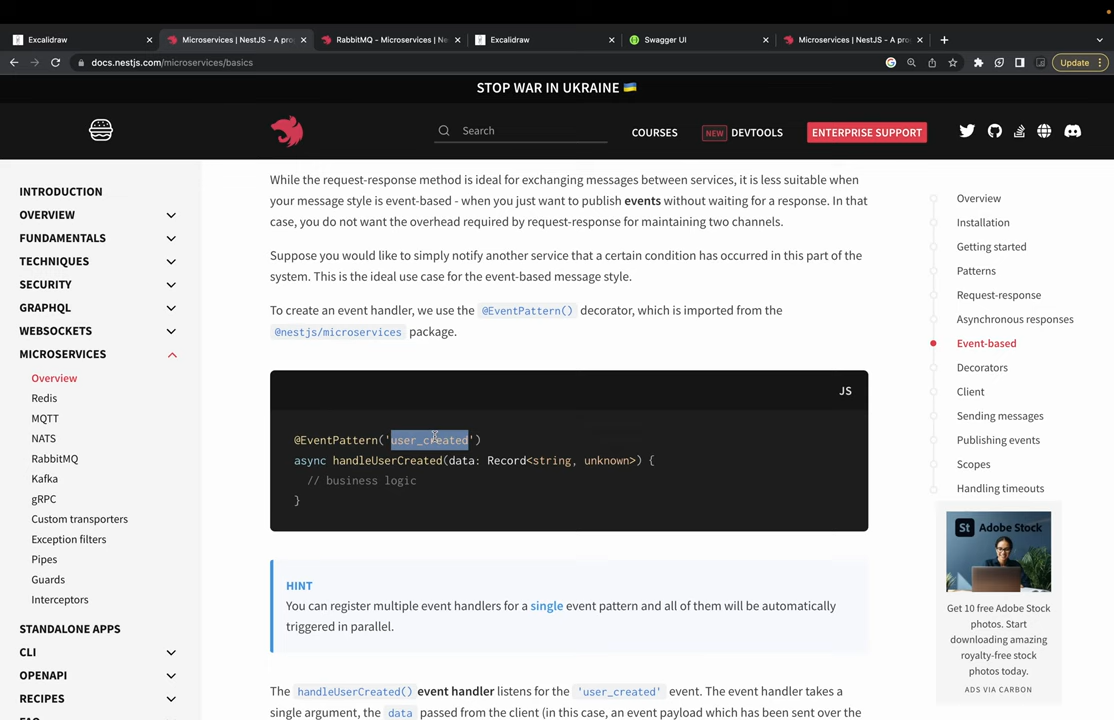 Excalidraw
Microservices | NestJS - A pro
RabbitMQ - Microservices | Ne
Excalidraw
Swagger UI
Microservices | NestJS - A pro
docs.nestjs.com/microservices/basics
Update
STOP WAR IN UKRAINE 🇺🇦
Search
COURSES
NEW DEVTOOLS
ENTERPRISE SUPPORT
INTRODUCTION
OVERVIEW
FUNDAMENTALS
TECHNIQUES
SECURITY
GRAPHQL
WEBSOCKETS
MICROSERVICES
Overview
Redis
MQTT
NATS
RabbitMQ
Kafka
gRPC
Custom transporters
Exception filters
Pipes
Guards
Interceptors
STANDALONE APPS
CLI
OPENAPI
RECIPES
While the request-response method is ideal for exchanging messages between services, it is less suitable when
your message style is event-based - when you just want to publish events without waiting for a response. In that
case, you do not want the overhead required by request-response for maintaining two channels.
Suppose you would like to simply notify another service that a certain condition has occurred in this part of the
system. This is the ideal use case for the event-based message style.
To create an event handler, we use the @EventPattern() decorator, which is imported from the
@nestjs/microservices package.
JS
@EventPattern('user_created')
async handleUserCreated(data: Record<string, unknown>) {
// business logic
}
HINT
You can register multiple event handlers for a single event pattern and all of them will be automatically
triggered in parallel.
The handleUserCreated() event handler listens for the 'user_created' event. The event handler takes a
single argument, the data passed from the client (in this case, an event payload which has been sent over the
Overview
Installation
Getting started
Patterns
Request-response
Asynchronous responses
Event-based
Decorators
Client
Sending messages
Publishing events
Scopes
Handling timeouts
St Adobe Stock
Get 10 free Adobe Stock
photos. Start
downloading amazing
royalty-free stock
photos today.
ADS VIA CARBON